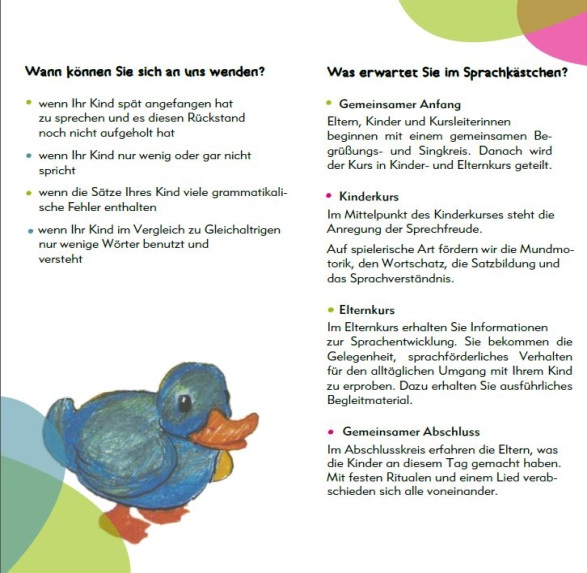 Wann können Sie sich an uns wenden?
• wenn Ihr Kind spät angefangen hat
zu sprechen und es diesen Rückstand
noch nicht aufgeholt hat
• wenn Ihr Kind nur wenig oder gar nicht
spricht
• wenn die Sätze Ihres Kind viele grammatikali-
sche Fehler enthalten
• wenn Ihr Kind im Vergleich zu Gleichaltrigen
nur wenige Wörter benutzt und
versteht
Was erwartet Sie im Sprachkästchen?
• Gemeinsamer Anfang
Eltern, Kinder und Kursleiterinnen
beginnen mit einem gemeinsamen Be-
grüßungs- und Singkreis. Danach wird
der Kurs in Kinder- und Elternkurs geteilt.
• Kinderkurs
Im Mittelpunkt des Kinderkurses steht die
Anregung der Sprechfreude.
Auf spielerische Art fördern wir die Mundmo-
torik, den Wortschatz, die Satzbildung und
das Sprachverständnis.
• Elternkurs
Im Elternkurs erhalten Sie Informationen
zur Sprachentwicklung. Sie bekommen die
Gelegenheit, sprachförderliches Verhalten
für den alltöglichen Umgang mit Ihrem Kind
zu erproben. Dazu erhalten Sie ausführliches
Begleitmaterial.
• Gemeinsamer Abschluss
Im Abschlusskreis erfahren die Eltern, was
die Kinder an diesem Tag gemacht haben.
Mit festen Ritualen und einem Lied verab-
schieden sich alle voneinander.